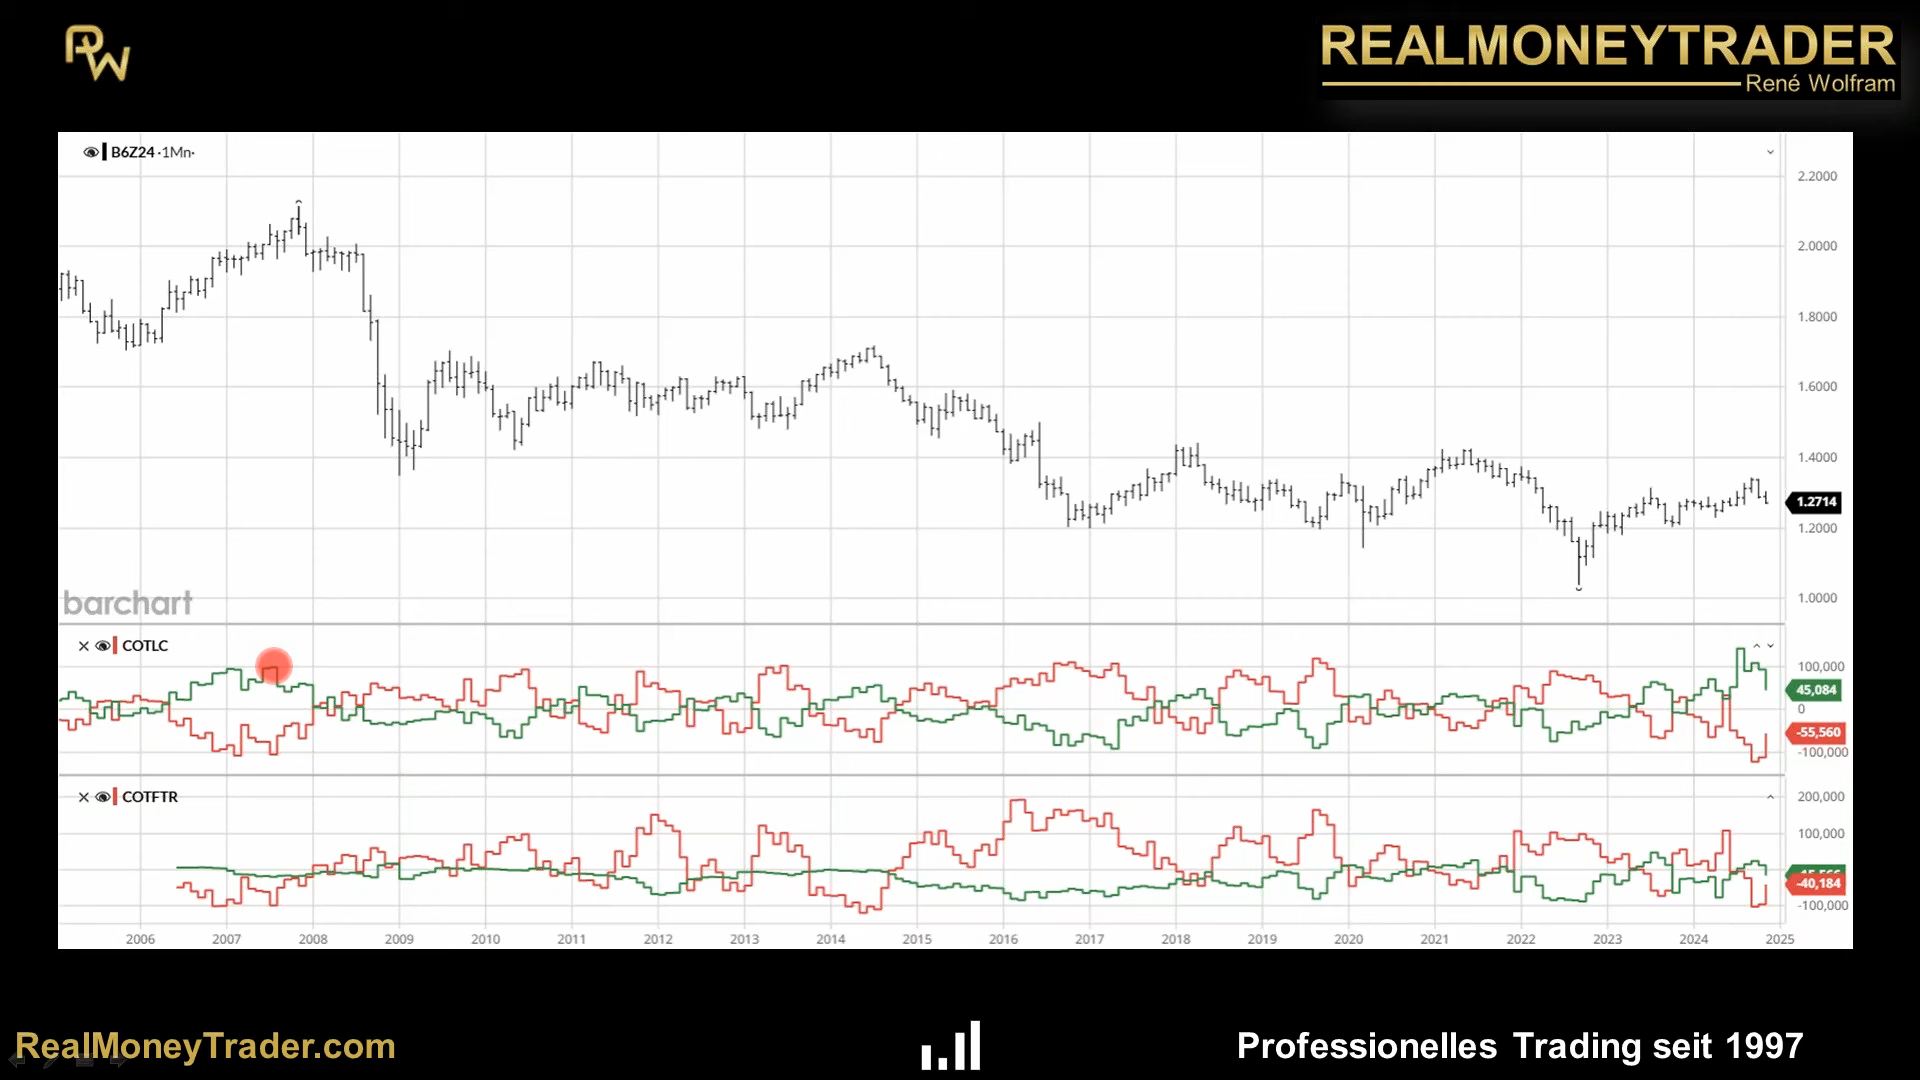 RW
REALMONEYTRADER
René Wolfram
B6Z24 ·1Mn·
2.2000
2.0000
1.8000
1.6000
1.4000
1.2714
1.2000
1.0000
barchart
COTLC
100,000
45,084
0
-55,560
-100,000
COTFTR
200,000
100,000
-40,184
-100,000
2006 2007 2008 2009 2010 2011 2012 2013 2014 2015 2016 2017 2018 2019 2020 2021 2022 2023 2024 2025
RealMoneyTrader.com
Professionelles Trading seit 1997